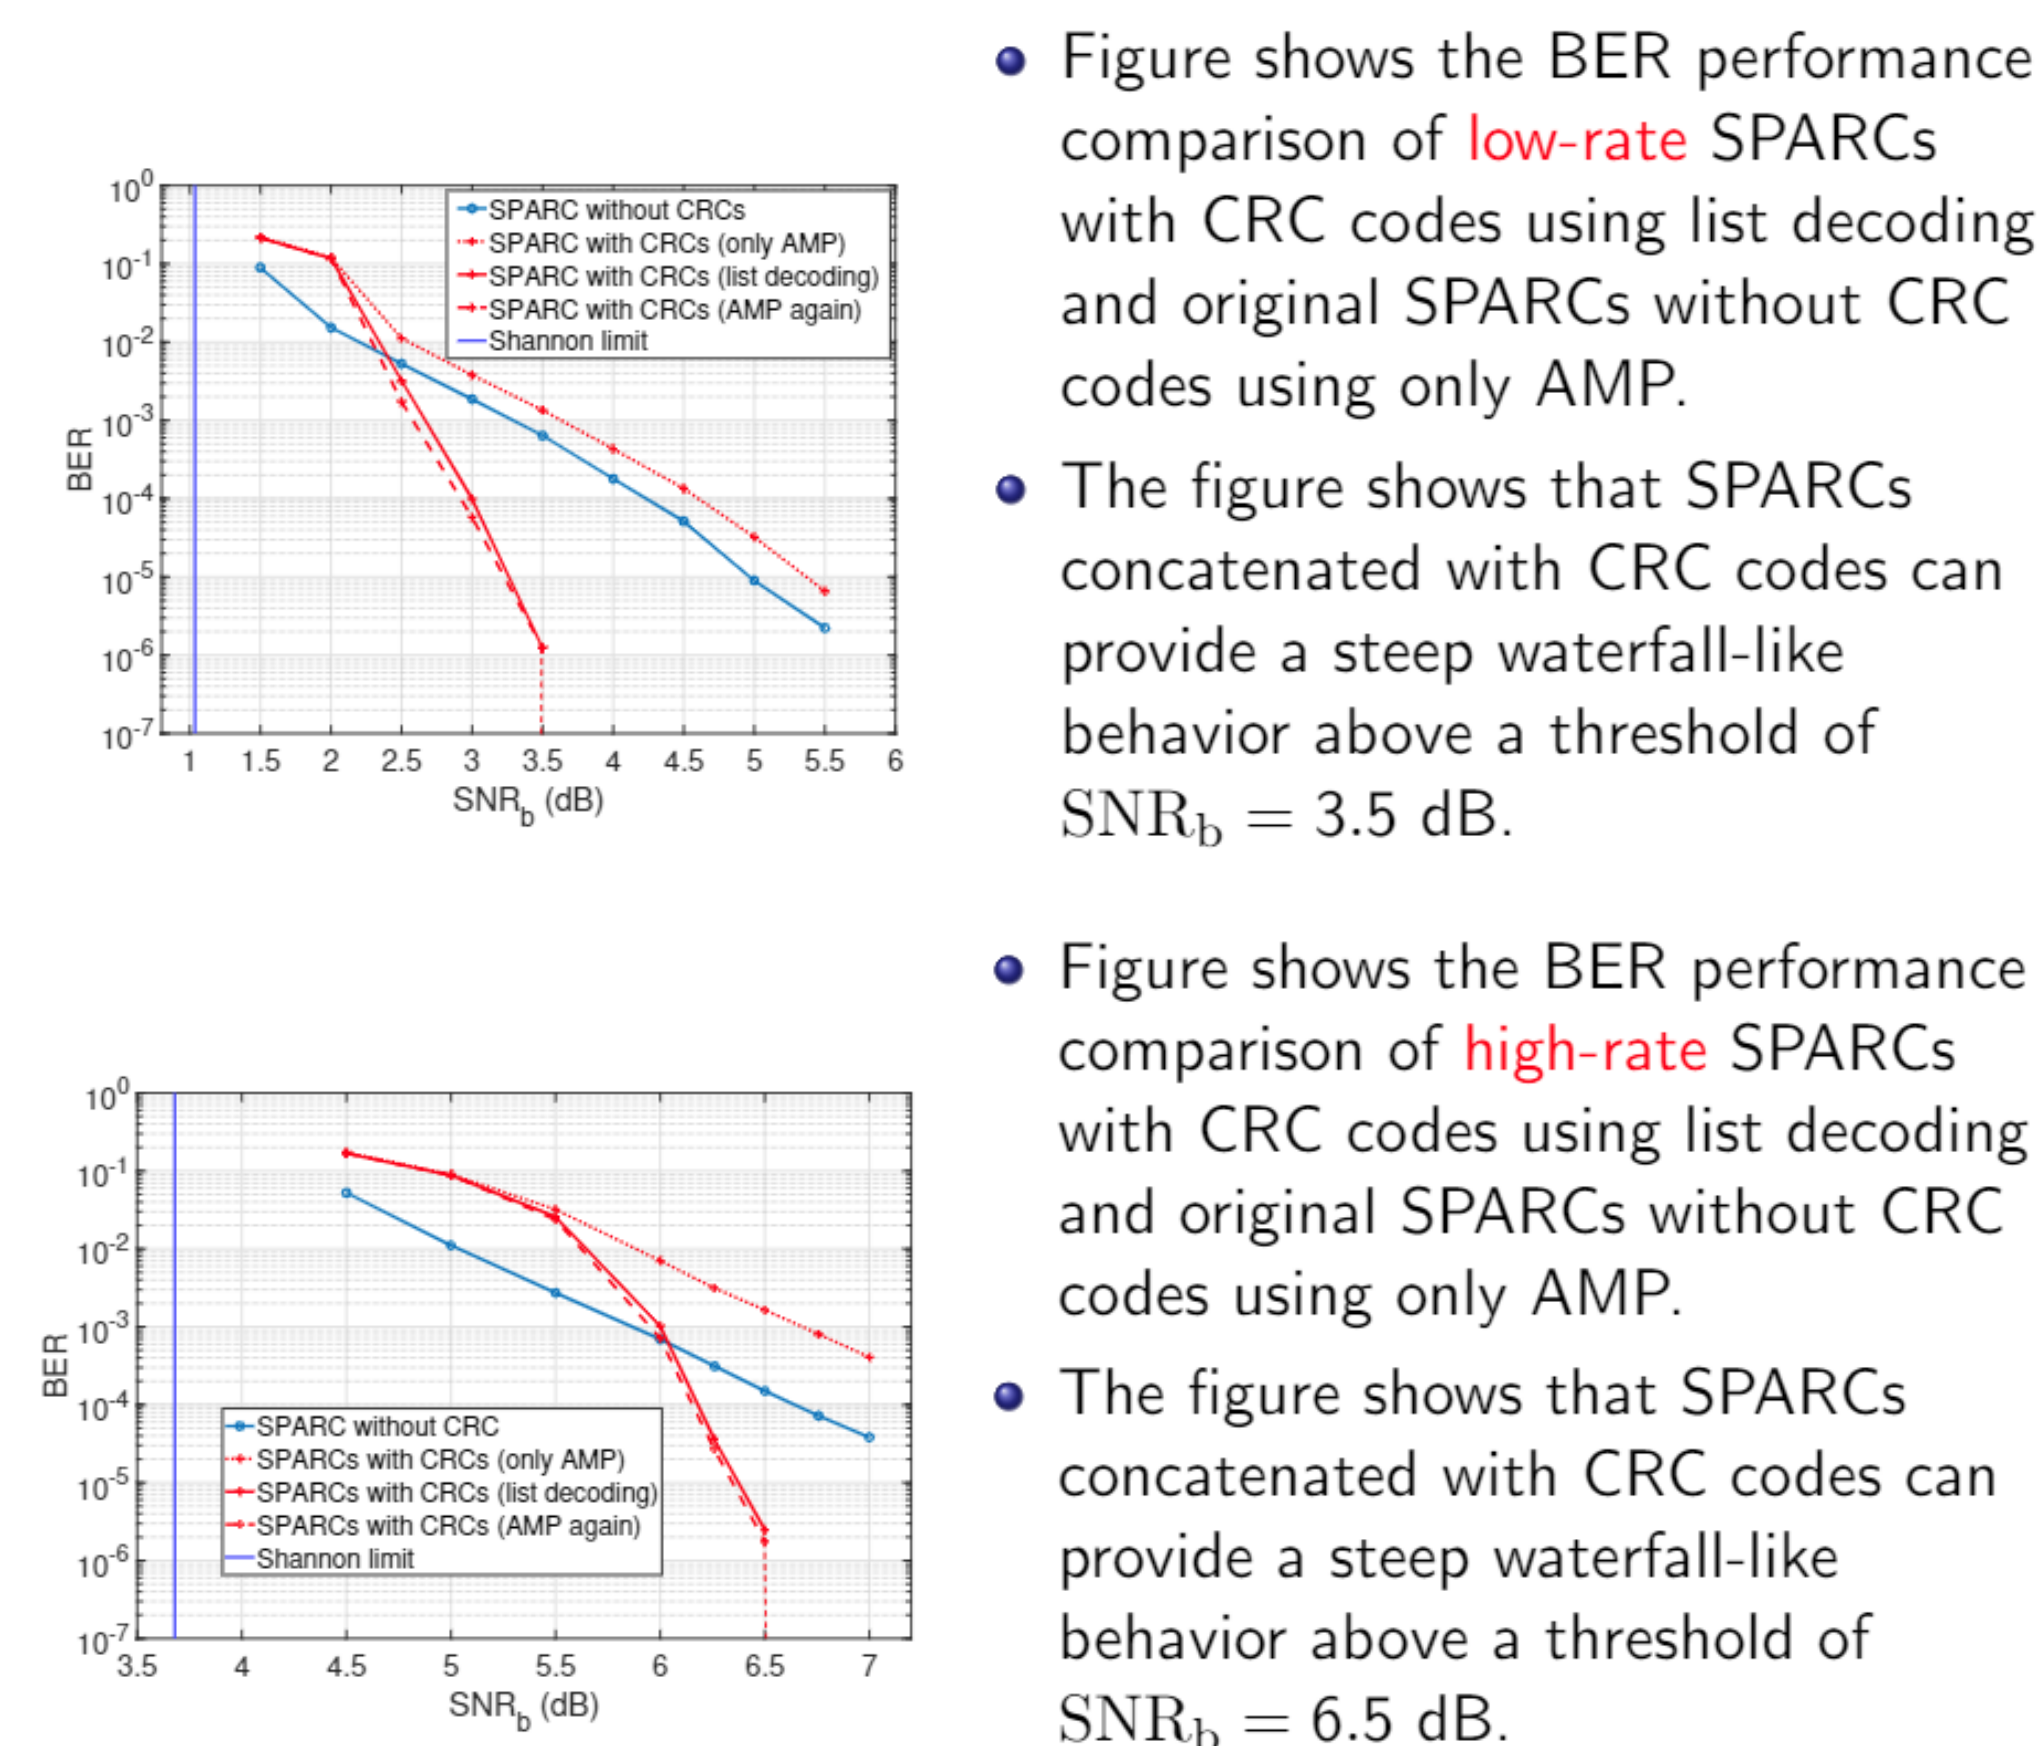 Figure shows the BER performance
comparison of low-rate SPARCs
with CRC codes using list decoding
and original SPARCs without CRC
codes using only AMP.
The figure shows that SPARCs
concatenated with CRC codes can
provide a steep waterfall-like
behavior above a threshold of
SNR_b = 3.5 dB.
10^0
10^-1
10^-2
10^-3
10^-4
10^-5
10^-6
10^-7
BER
SPARC without CRCs
SPARC with CRCs (only AMP)
SPARC with CRCs (list decoding)
SPARC with CRCs (AMP again)
Shannon limit
1 1.5 2 2.5 3 3.5 4 4.5 5 5.5 6
SNR_b (dB)
Figure shows the BER performance
comparison of high-rate SPARCs
with CRC codes using list decoding
and original SPARCs without CRC
codes using only AMP.
The figure shows that SPARCs
concatenated with CRC codes can
provide a steep waterfall-like
behavior above a threshold of
SNR_b = 6.5 dB.
10^0
10^-1
10^-2
10^-3
10^-4
10^-5
10^-6
10^-7
BER
SPARC without CRC
SPARCs with CRCs (only AMP)
SPARCs with CRCs (list decoding)
SPARCs with CRCs (AMP again)
Shannon limit
3.5 4 4.5 5 5.5 6 6.5 7
SNR_b (dB)